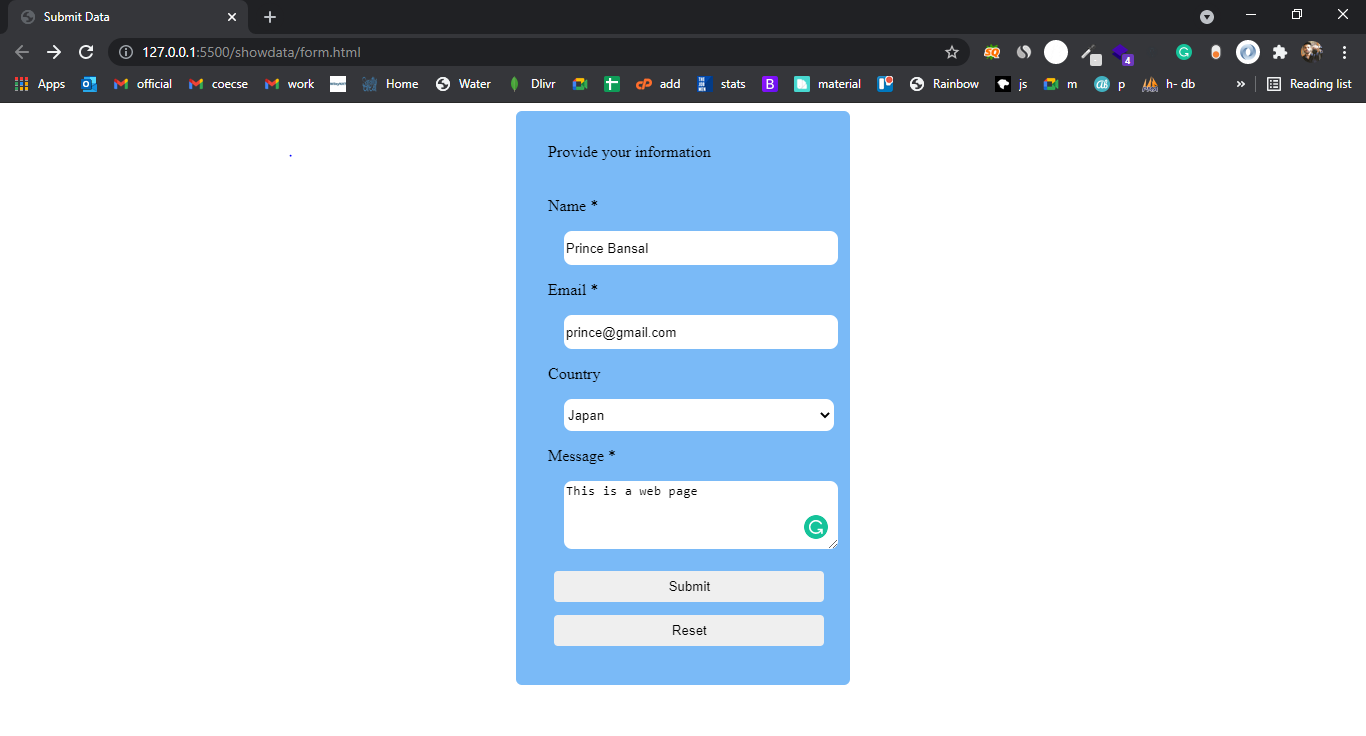 Submit Data
127.0.0.1:5500/showdata/form.html
4
Apps official coecse work Home Water Dlivr add stats B material Rainbow js m p h- db » Reading list
Provide your information
Name *
Prince Bansal
Email *
prince@gmail.com
Country
Japan
Message *
This is a web page
Submit
Reset